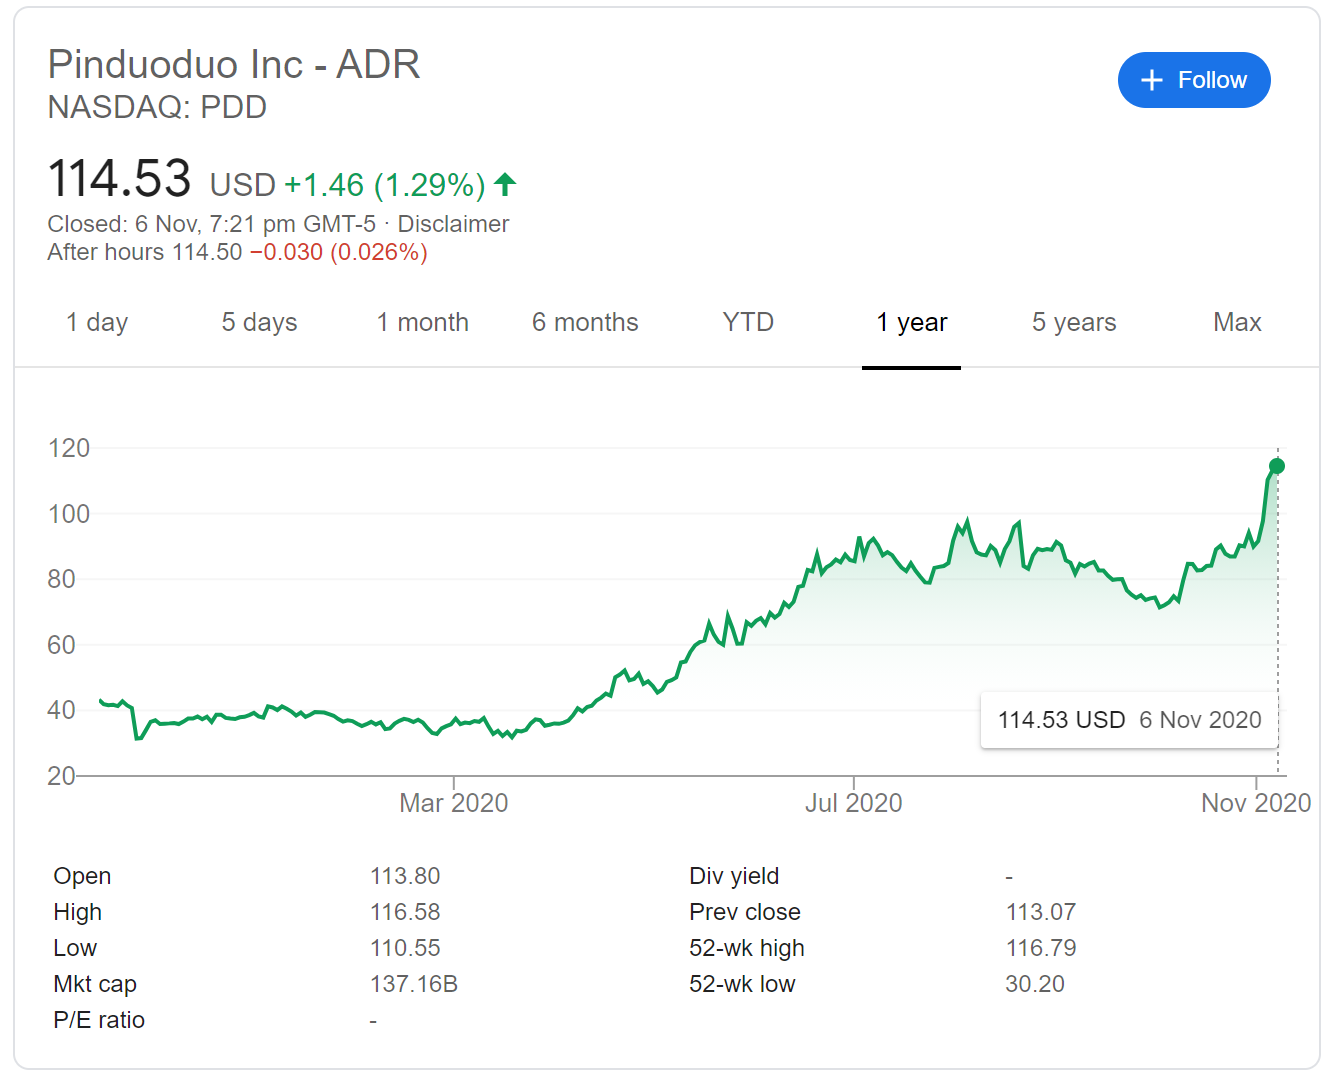 Pinduoduo Inc - ADR
NASDAQ: PDD
+ Follow
114.53 USD +1.46 (1.29%)
Closed: 6 Nov, 7:21 pm GMT-5 · Disclaimer
After hours 114.50 −0.030 (0.026%)
1 day 5 days 1 month 6 months YTD 1 year 5 years Max
120
100
80
60
40
20
114.53 USD 6 Nov 2020
Mar 2020 Jul 2020 Nov 2020
Open 113.80 Div yield -
High 116.58 Prev close 113.07
Low 110.55 52-wk high 116.79
Mkt cap 137.16B 52-wk low 30.20
P/E ratio -